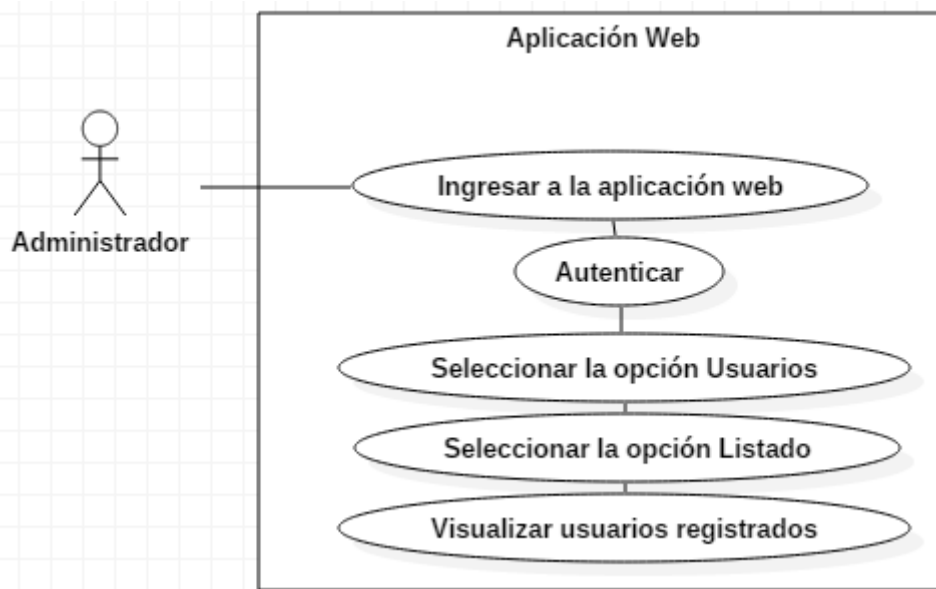 Aplicación Web
Ingresar a la aplicación web
Administrador
Autenticar
Seleccionar la opción Usuarios
Seleccionar la opción Listado
Visualizar usuarios registrados